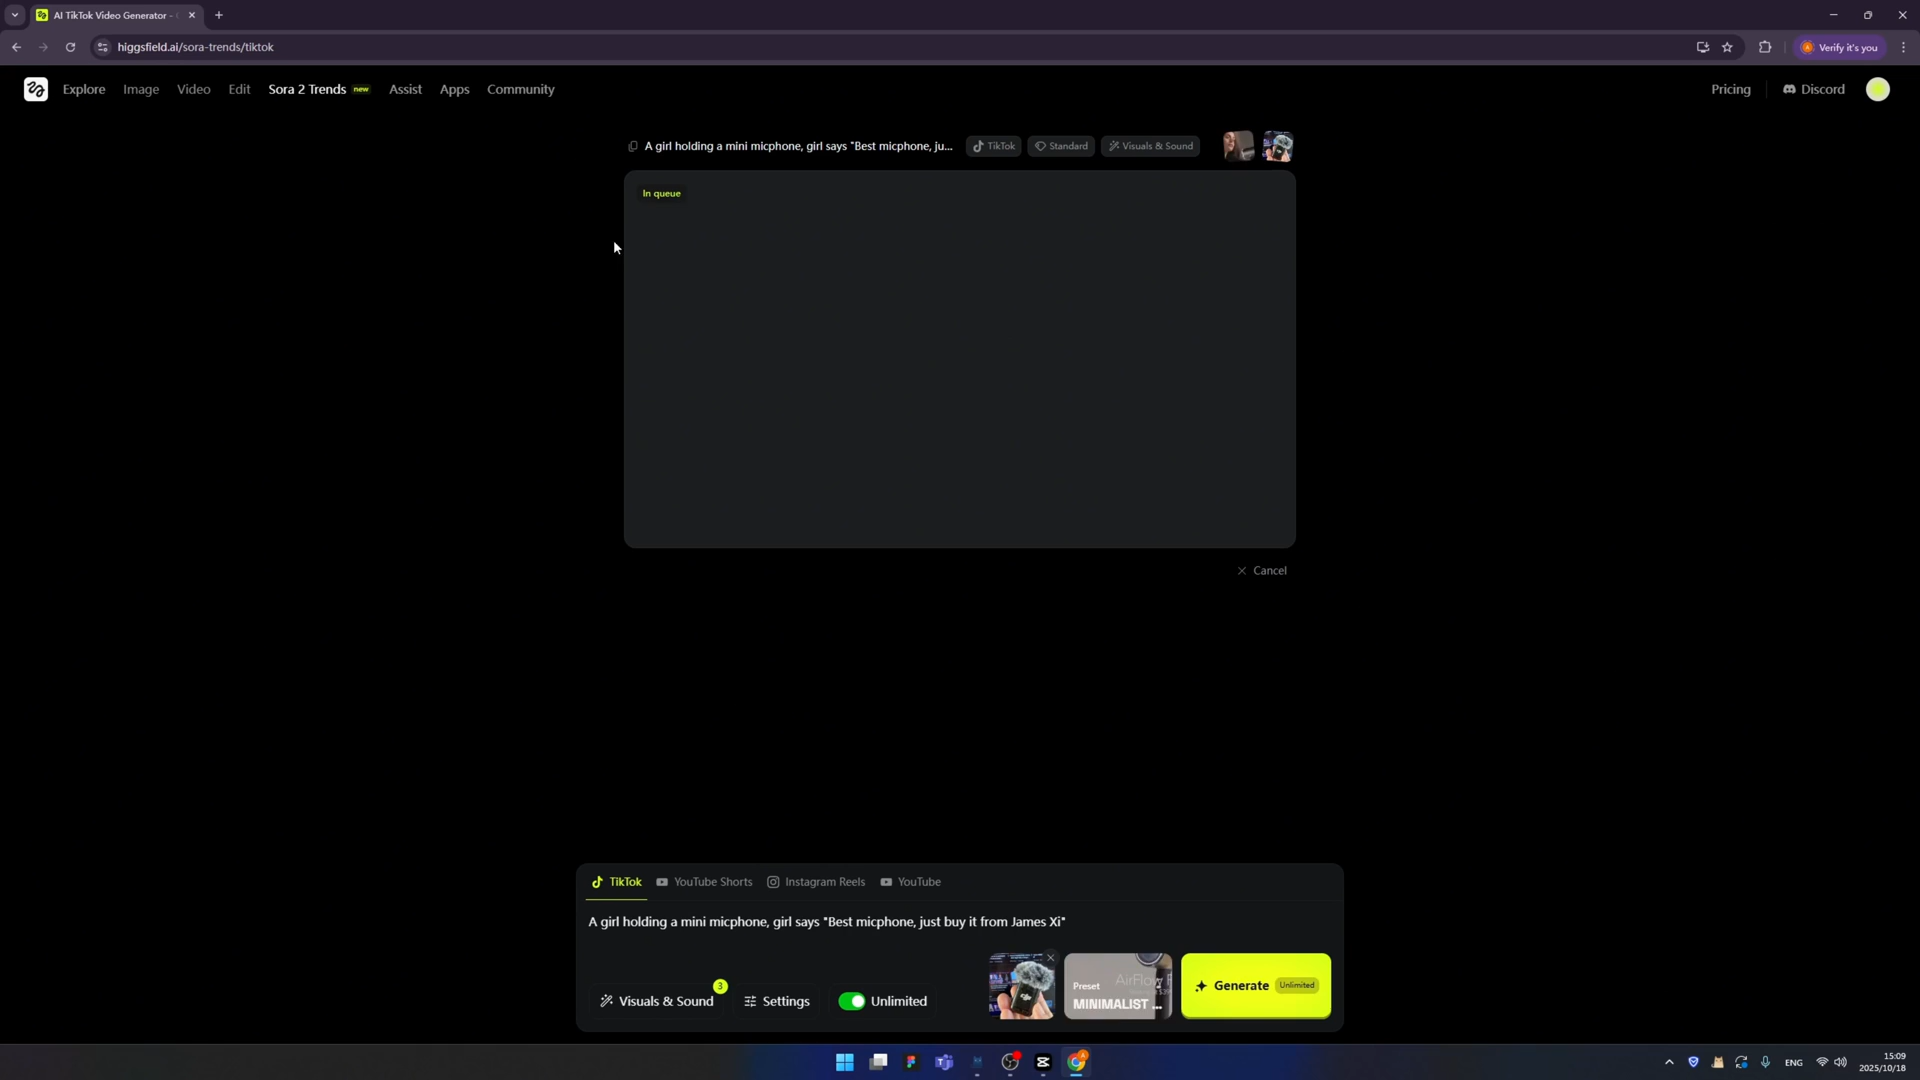 AI TikTok Video Generator -
higgsfield.ai/sora-trends/tiktok
Verify it's you
Explore
Image
Video
Edit
Sora 2 Trends new
Assist
Apps
Community
Pricing
Discord
A girl holding a mini micphone, girl says "Best micphone, ju...
TikTok
Standard
Visuals & Sound
In queue
Cancel
TikTok
YouTube Shorts
Instagram Reels
YouTube
A girl holding a mini micphone, girl says "Best micphone, just buy it from James Xi"
3
Visuals & Sound
Settings
Unlimited
AirFlow
Preset
MINIMALIST ...
Generate Unlimited
ENG
15:09
2025/10/18